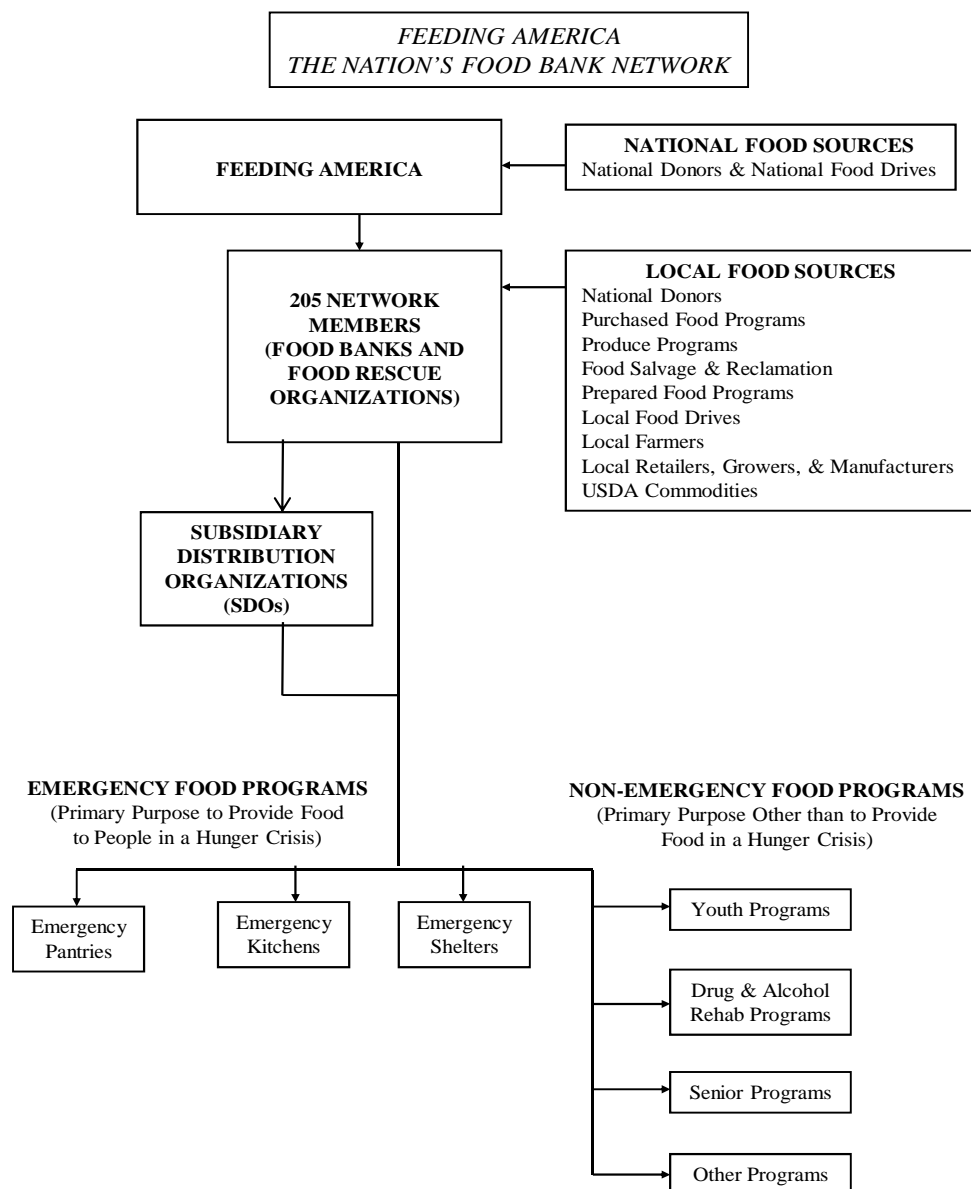 FEEDING AMERICA
THE NATION'S FOOD BANK NETWORK
FEEDING AMERICA
NATIONAL FOOD SOURCES
National Donors & National Food Drives
205 NETWORK
MEMBERS
(FOOD BANKS AND
FOOD RESCUE
ORGANIZATIONS)
LOCAL FOOD SOURCES
National Donors
Purchased Food Programs
Produce Programs
Food Salvage & Reclamation
Prepared Food Programs
Local Food Drives
Local Farmers
Local Retailers, Growers, & Manufacturers
USDA Commodities
SUBSIDIARY
DISTRIBUTION
ORGANIZATIONS
(SDOs)
EMERGENCY FOOD PROGRAMS
(Primary Purpose to Provide Food
to People in a Hunger Crisis)
NON-EMERGENCY FOOD PROGRAMS
(Primary Purpose Other than to Provide
Food in a Hunger Crisis)
Emergency
Pantries
Emergency
Kitchens
Emergency
Shelters
Youth Programs
Drug & Alcohol
Rehab Programs
Senior Programs
Other Programs